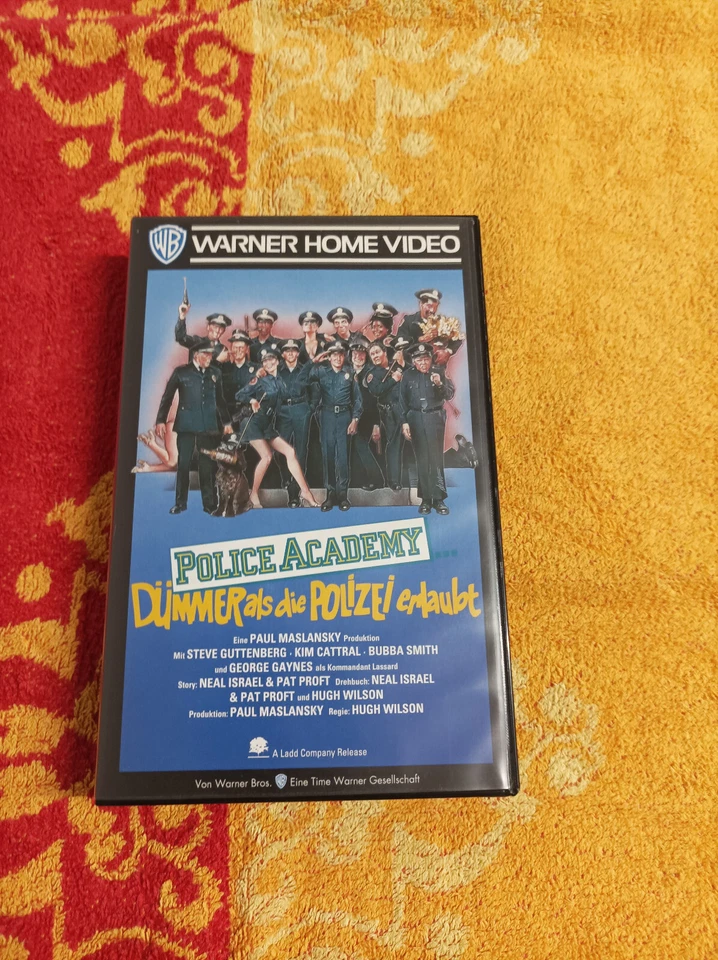 WB WARNER HOME VIDEO
POLICE ACADEMY...
DÜMMER als die POLIZEI erlaubt
Eine PAUL MASLANSKY Produktion
Mit STEVE GUTTENBERG · KIM CATTRAL · BUBBA SMITH
und GEORGE GAYNES als Kommandant Lassard
Story: NEAL ISRAEL & PAT PROFT Drehbuch: NEAL ISRAEL
& PAT PROFT und HUGH WILSON
Produktion: PAUL MASLANSKY Regie: HUGH WILSON
A Ladd Company Release
Von Warner Bros. WB Eine Time Warner Gesellschaft